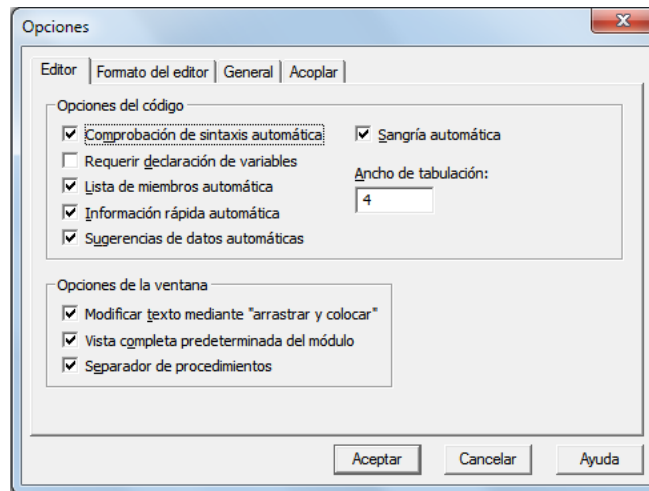 Opciones
Editor
Formato del editor
General
Acoplar
Opciones del código
Comprobación de sintaxis automática
Sangría automática
Requerir declaración de variables
Ancho de tabulación:
Lista de miembros automática
4
Información rápida automática
Sugerencias de datos automáticas
Opciones de la ventana
Modificar texto mediante "arrastrar y colocar"
Vista completa predeterminada del módulo
Separador de procedimientos
Aceptar
Cancelar
Ayuda